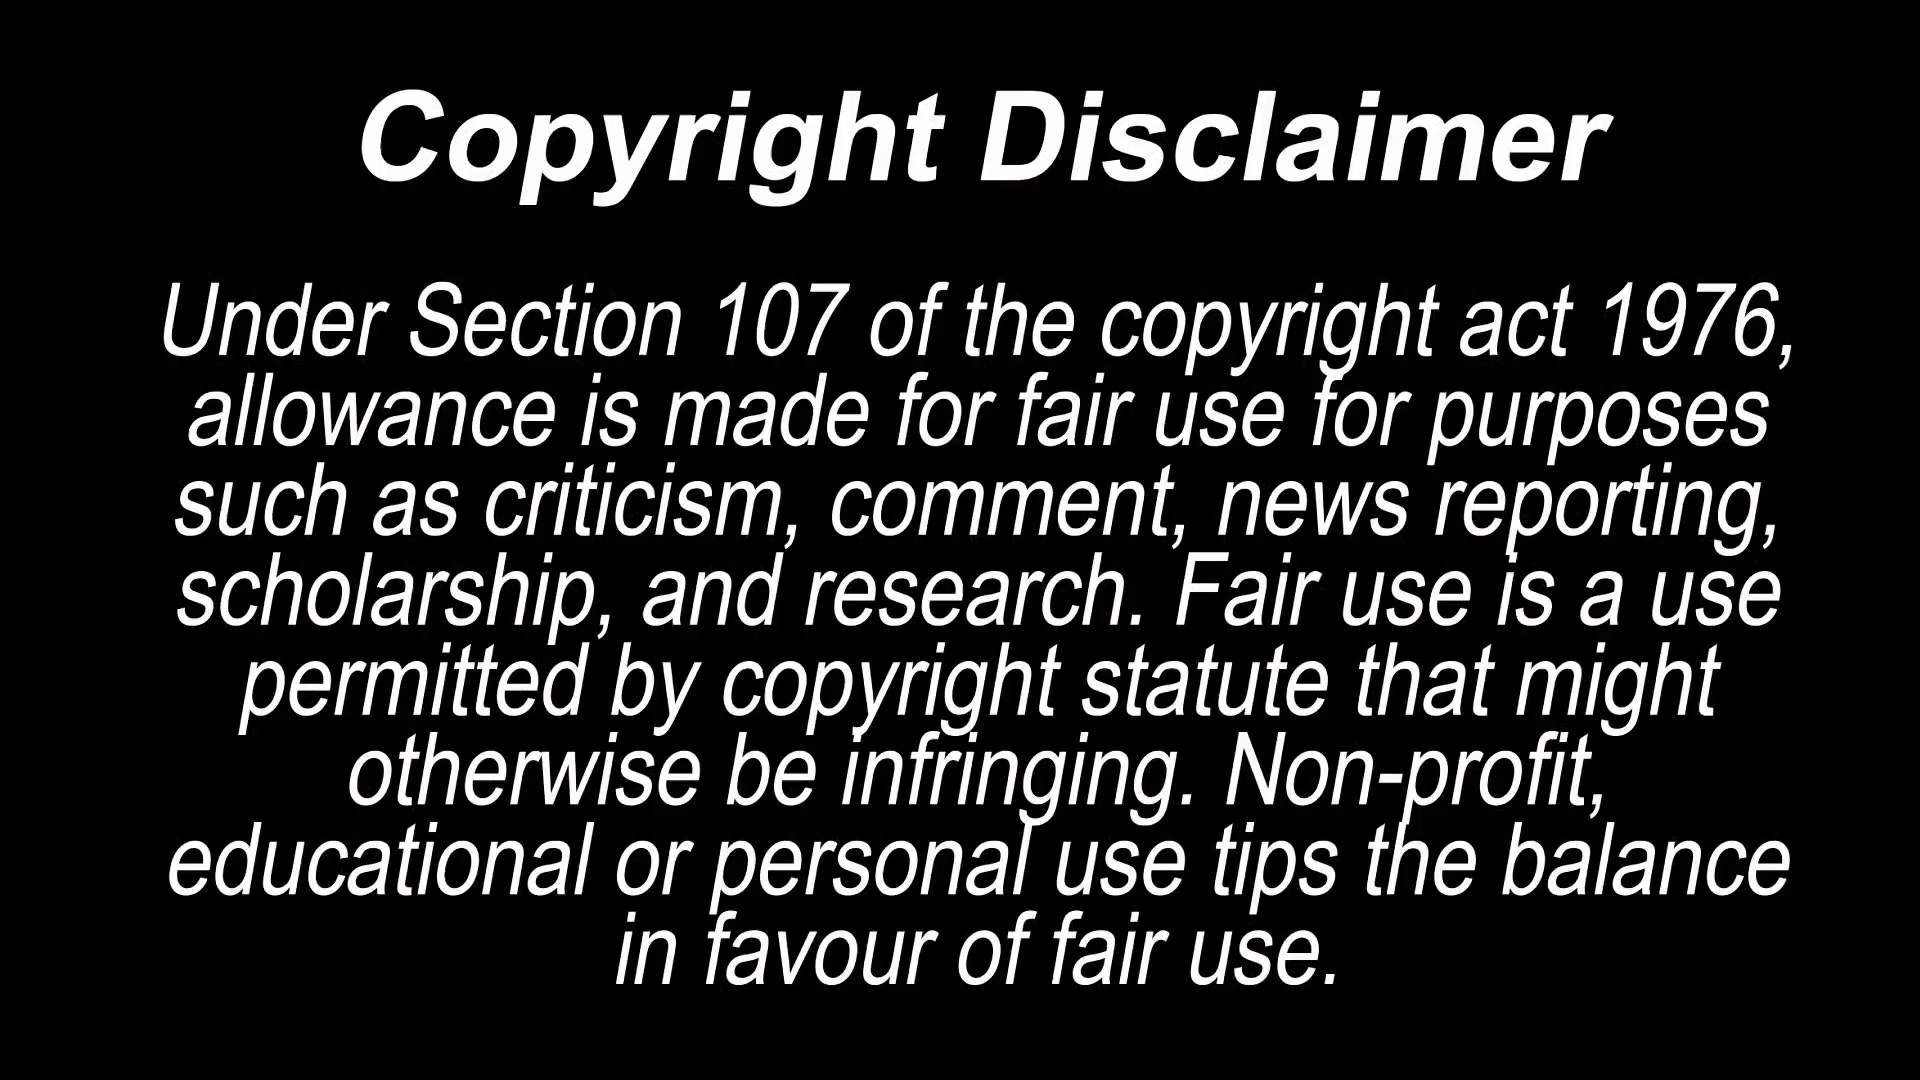 Copyright Disclaimer
Under Section 107 of the copyright act 1976,
allowance is made for fair use for purposes
such as criticism, comment, news reporting,
scholarship, and research. Fair use is a use
permitted by copyright statute that might
otherwise be infringing. Non-profit,
educational or personal use tips the balance
in favour of fair use.